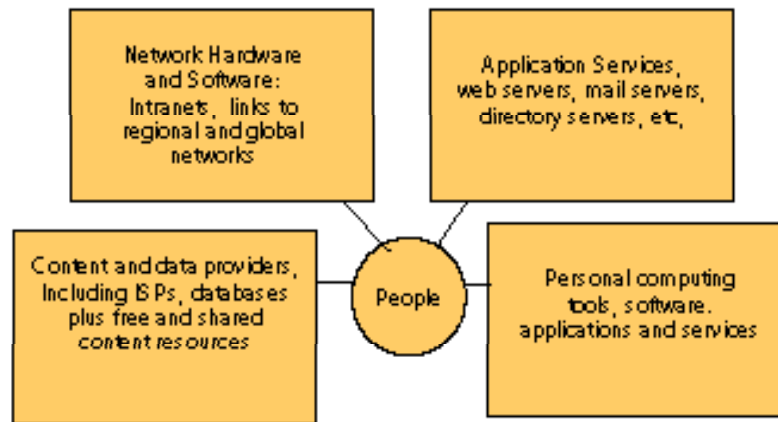 Network Hardware
and Software:
Intranets, links to
regional and global
networks
Application Services,
web servers, mail servers,
directory servers, etc,
Content and data providers,
Including ISPs, databases
plus free and shared
content resources
People
Personal computing
tools, software.
applications and services